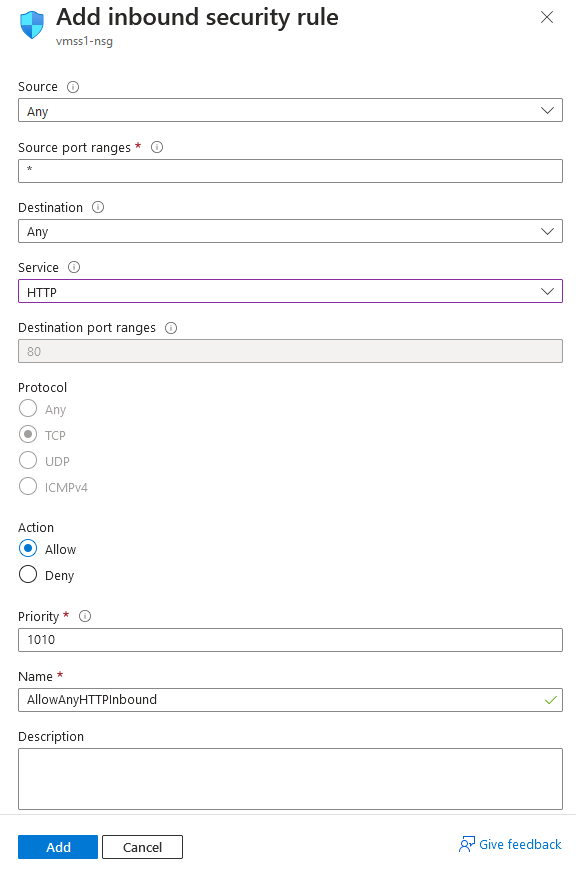 Add inbound security rule
vmss1-nsg
Source
Any
Source port ranges *
*
Destination
Any
Service
HTTP
Destination port ranges
80
Protocol
Any
TCP
UDP
ICMPv4
Action
Allow
Deny
Priority *
1010
Name *
AllowAnyHTTPInbound
Description
Add Cancel Give feedback